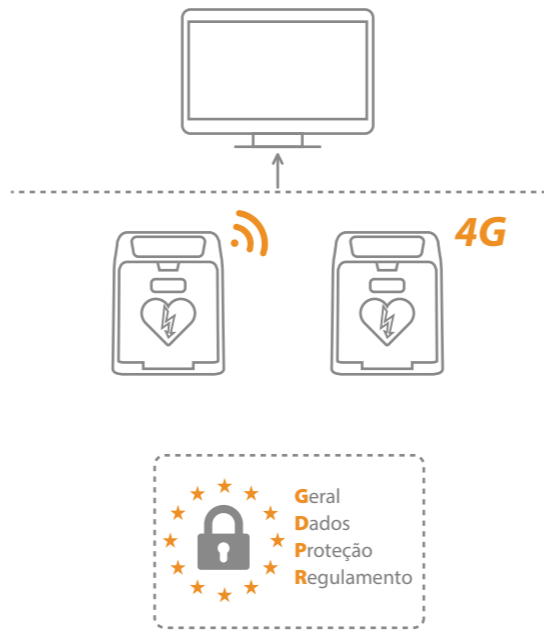 4G
Geral
Dados
Proteção
Regulamento